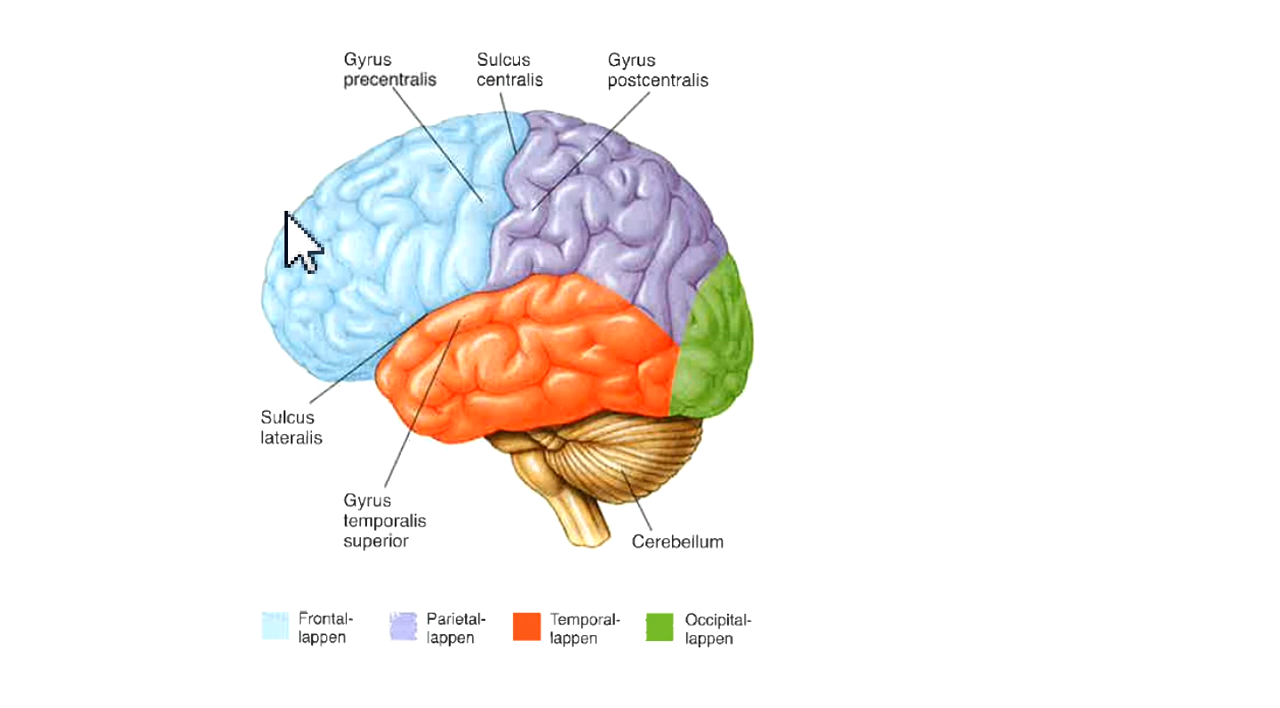 Gyrus
precentralis
Sulcus
centralis
Gyrus
postcentralis
Sulcus
lateralis
Gyrus
temporalis
superior
Cerebellum
Frontal-
lappen
Parietal-
lappen
Temporal-
lappen
Occipital-
lappen